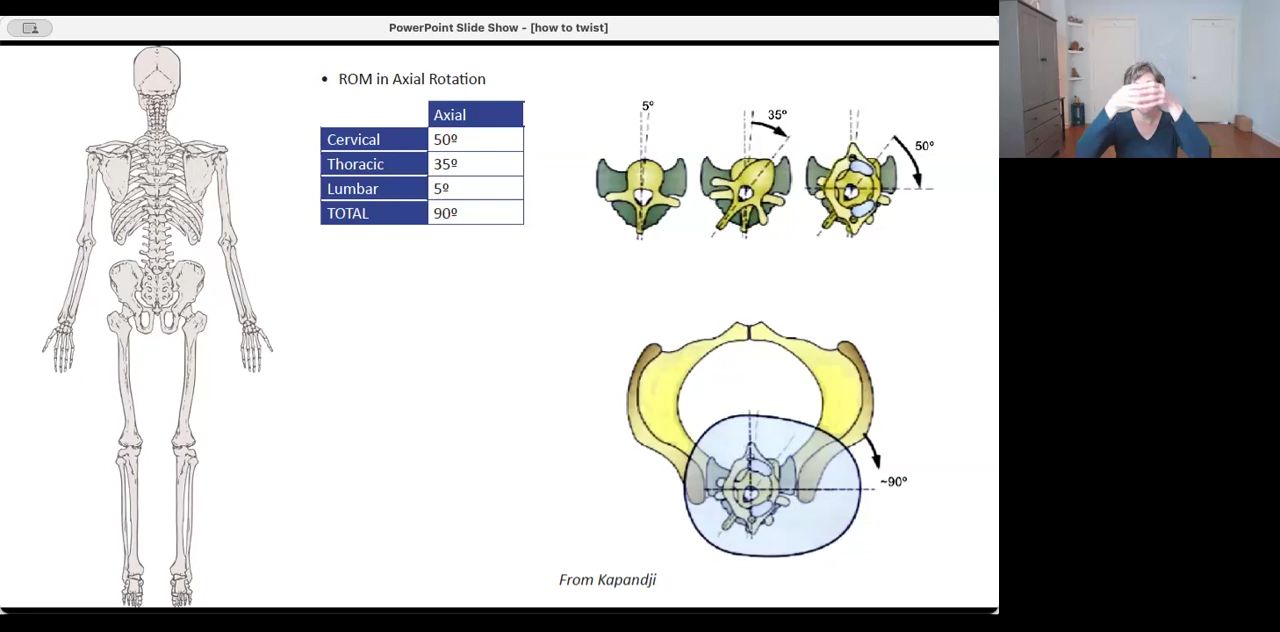 PowerPoint Slide Show - [how to twist]
• ROM in Axial Rotation
Axial
Cervical 50º
Thoracic 35º
Lumbar 5º
TOTAL 90º
5º
35º
50º
~90º
From Kapandji